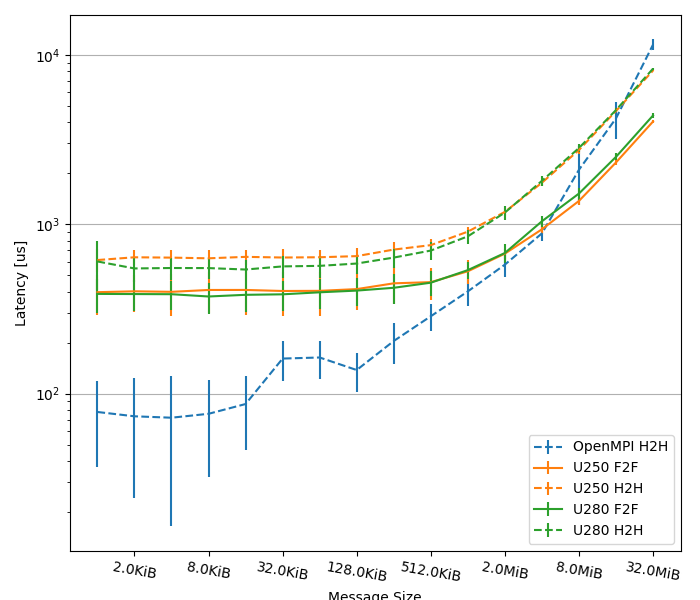 10⁴
10³
10²
Latency [us]
2.0KiB 8.0KiB 32.0KiB 128.0KiB 512.0KiB 2.0MiB 8.0MiB 32.0MiB
Message Size
OpenMPI H2H
U250 F2F
U250 H2H
U280 F2F
U280 H2H